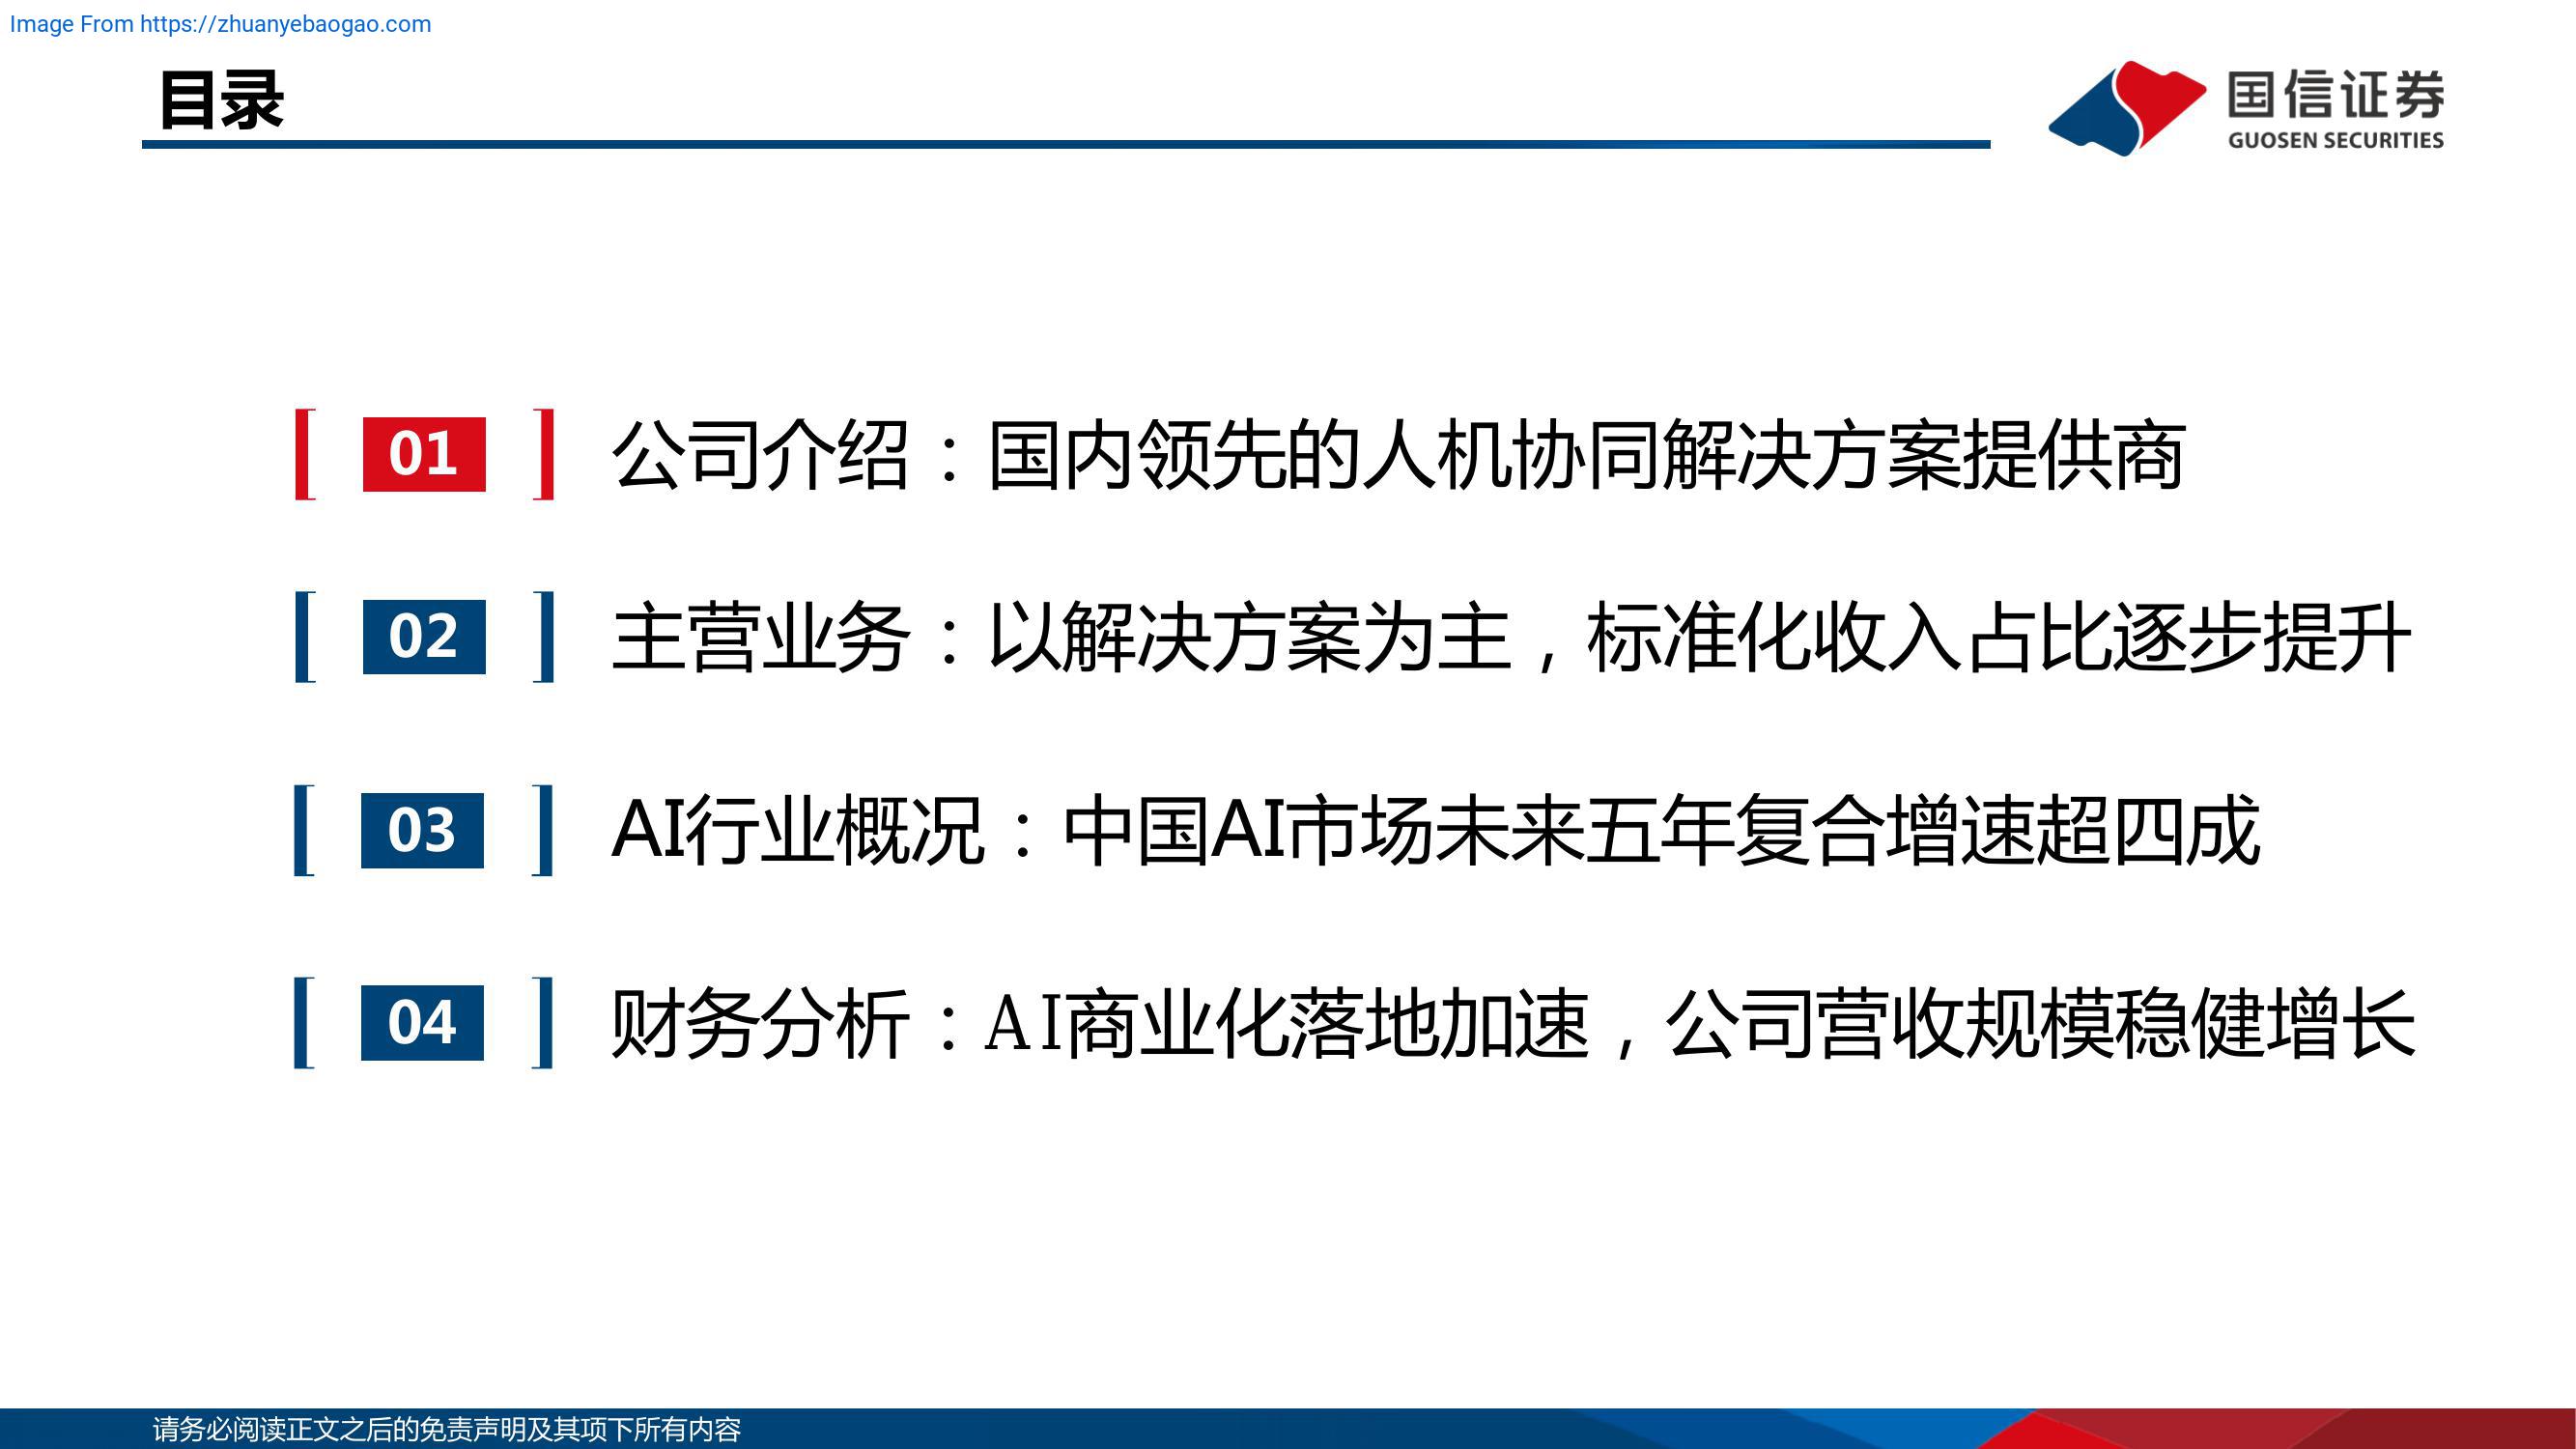 Image From https://zhuanyebaogao.com
目录
国信证券
GUOSEN SECURITIES
01 公司介绍：国内领先的人机协同解决方案提供商
02 主营业务：以解决方案为主，标准化收入占比逐步提升
03 AI行业概况：中国AI市场未来五年复合增速超四成
04 财务分析：AI商业化落地加速，公司营收规模稳健增长
请务必阅读正文之后的免责声明及其项下所有内容